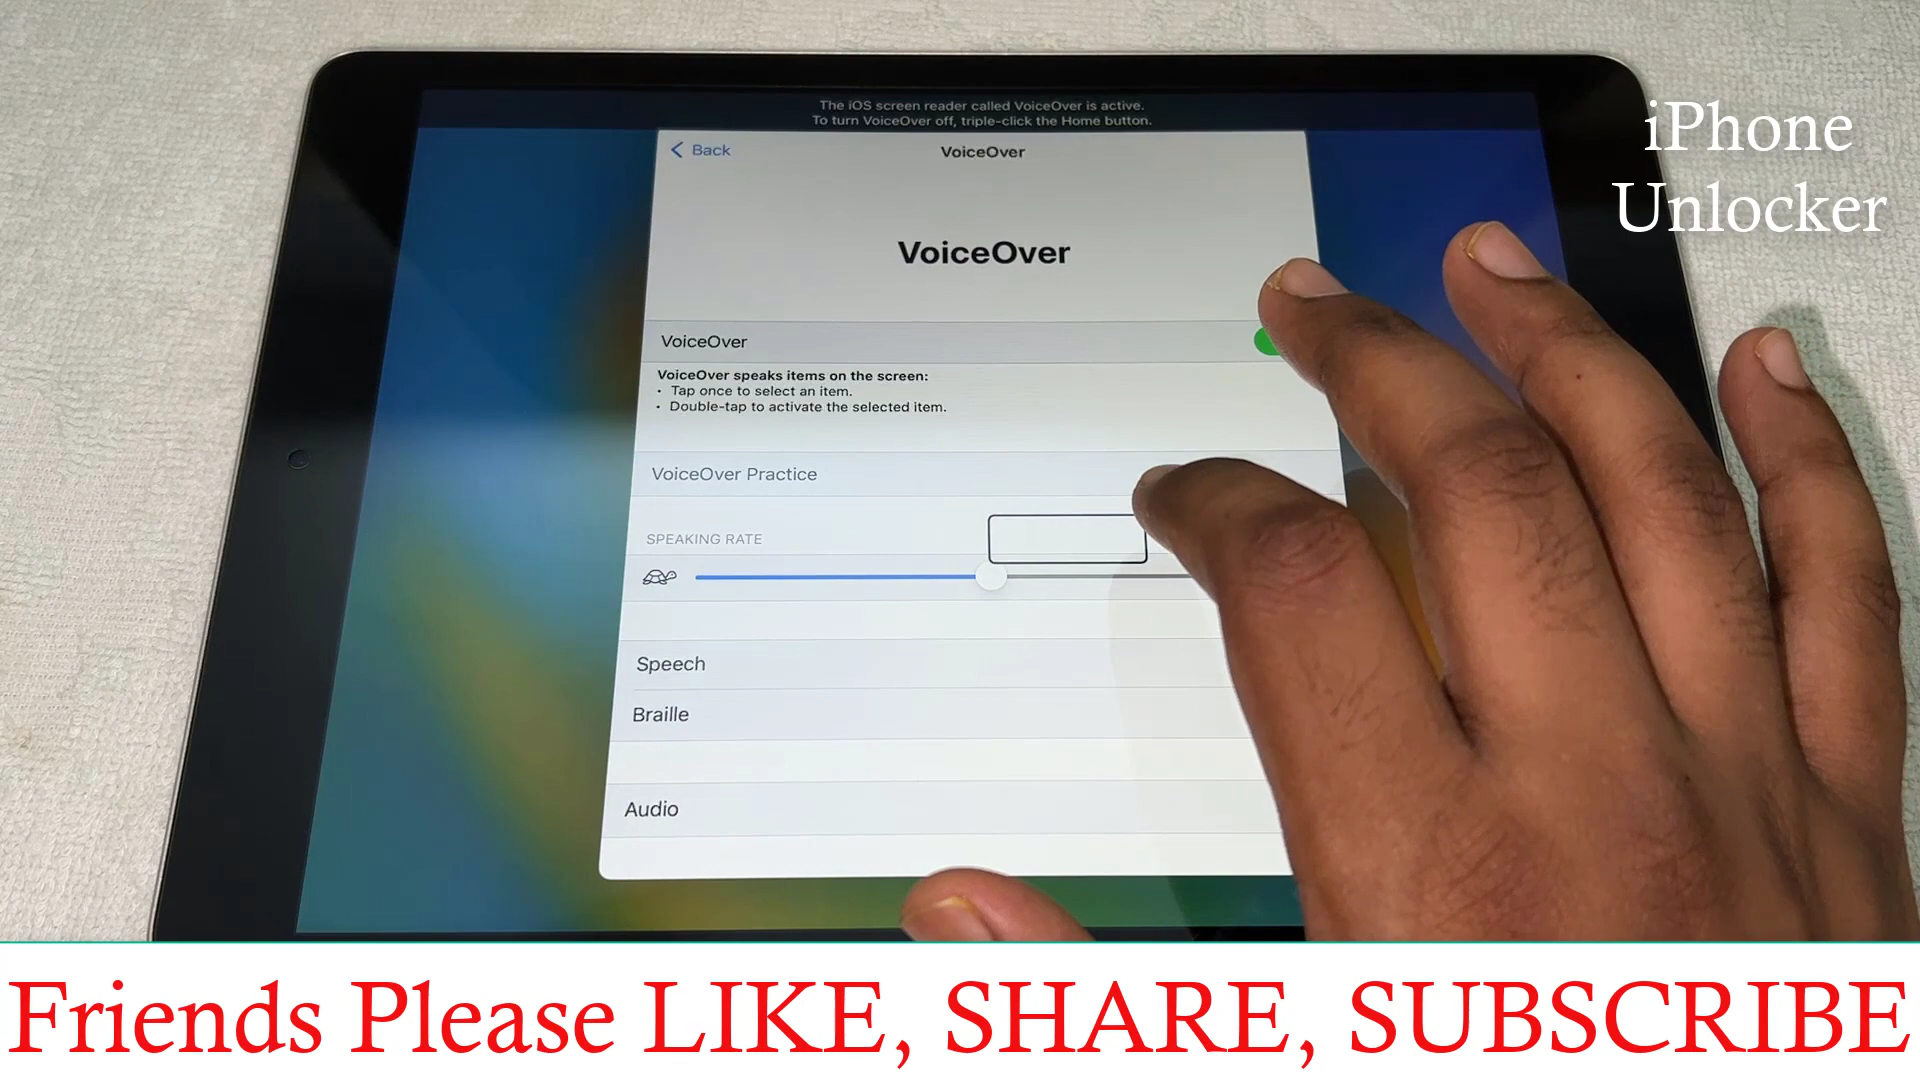 The iOS screen reader called VoiceOver is active.
To turn VoiceOver off, triple-click the Home button.
Back
VoiceOver
iPhone
Unlocker
VoiceOver
VoiceOver
VoiceOver speaks items on the screen:
• Tap once to select an item.
• Double-tap to activate the selected item.
VoiceOver Practice
SPEAKING RATE
Speech
Braille
Audio
Friends Please LIKE, SHARE, SUBSCRIBE